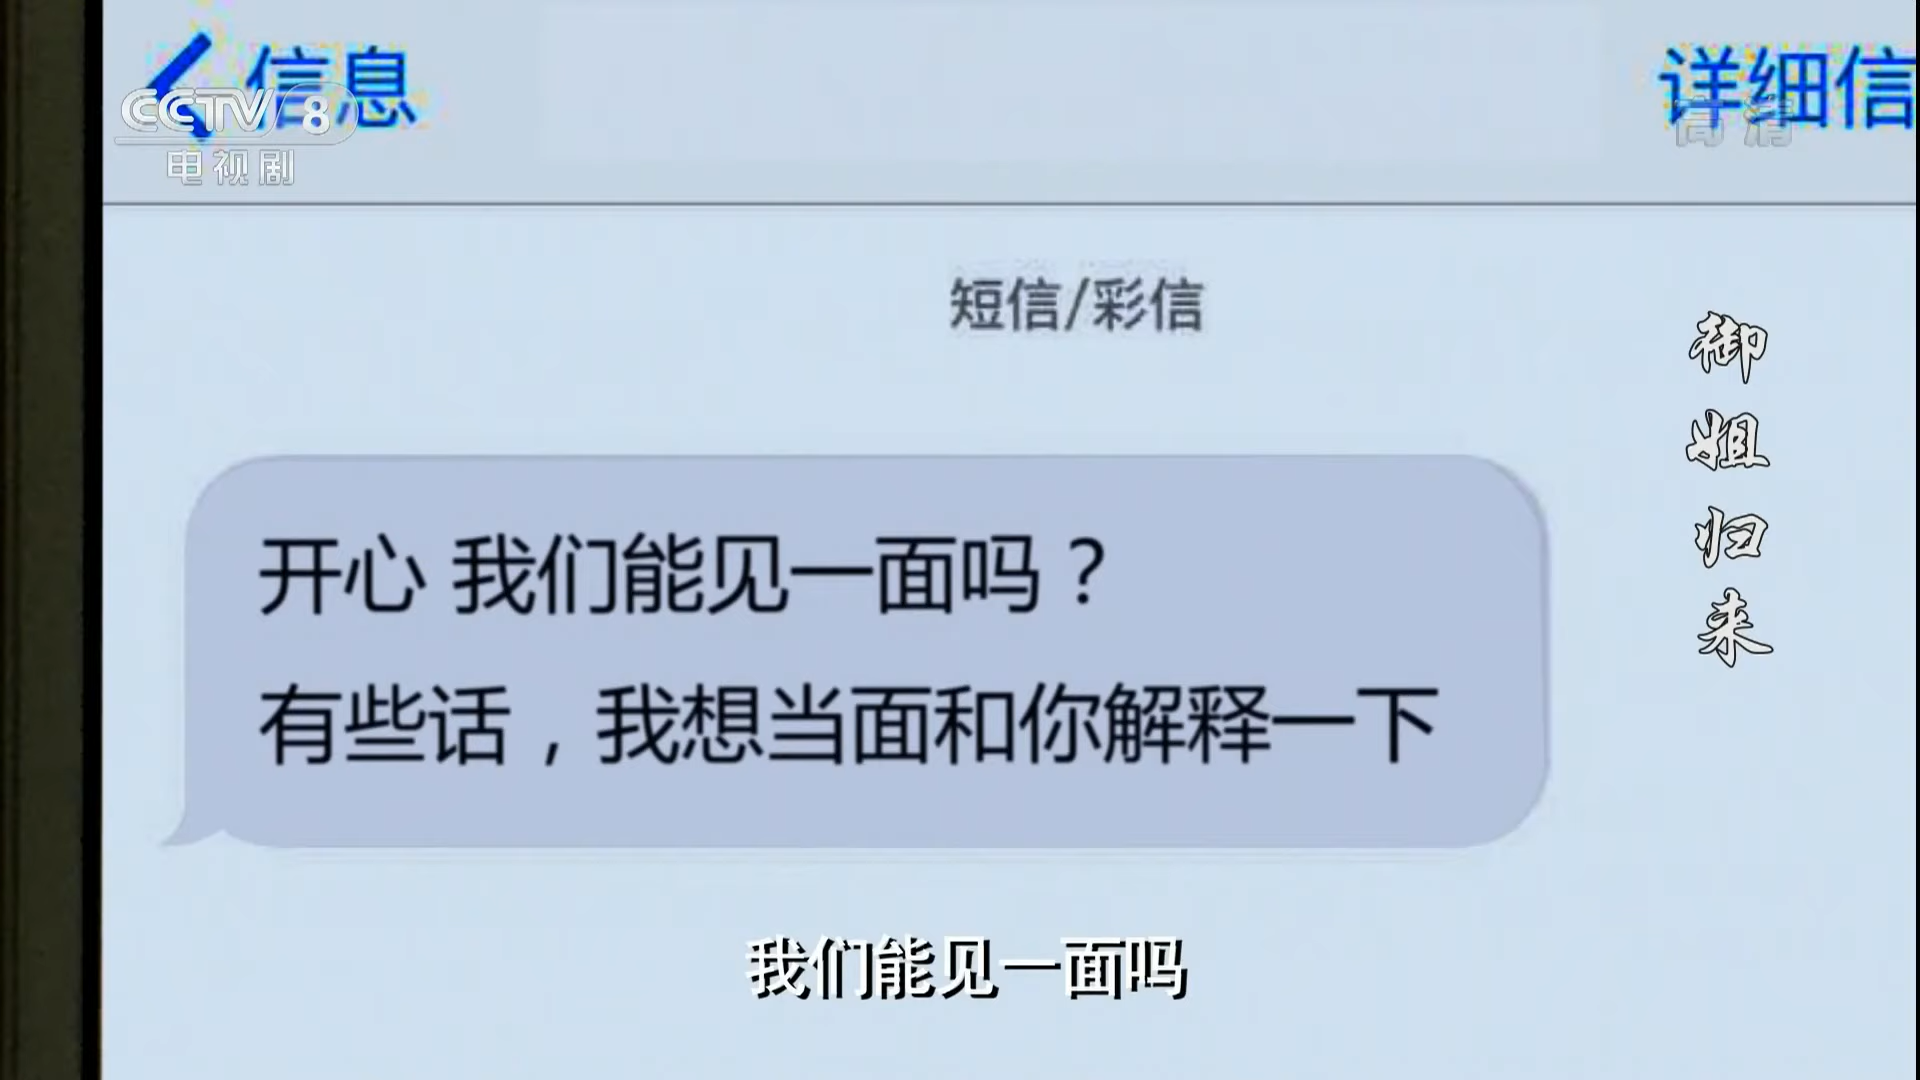 信息
详细信
CCTV 8
高清
电视剧
短信/彩信
御姐归来
开心 我们能见一面吗？
有些话，我想当面和你解释一下
我们能见一面吗